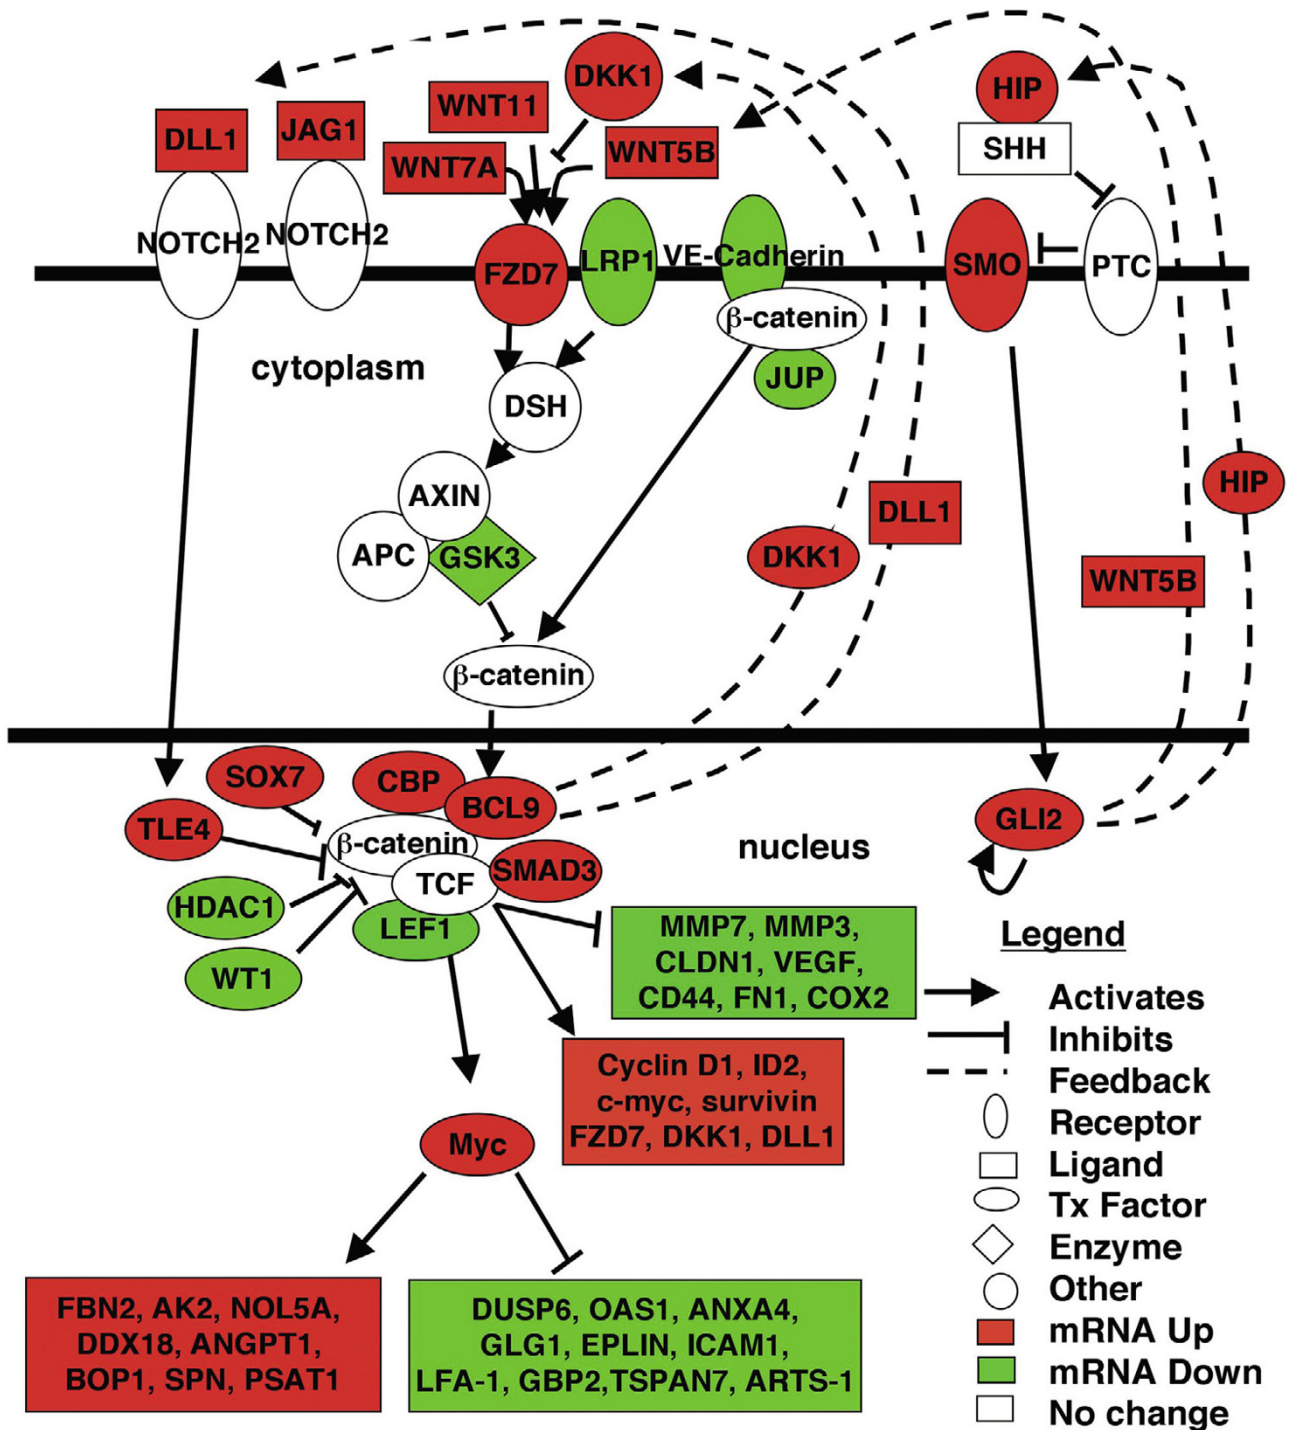 DKK1
HIP
WNT11
DLL1
JAG1
WNT5B
SHH
WNT7A
NOTCH2
NOTCH2
FZD7
LRP1
VE-Cadherin
SMO
PTC
β-catenin
cytoplasm
JUP
DSH
AXIN
HIP
DLL1
APC
GSK3
DKK1
WNT5B
β-catenin
SOX7
CBP
BCL9
TLE4
GLI2
β-catenin
nucleus
SMAD3
TCF
HDAC1
LEF1
WT1
MMP7, MMP3,
CLDN1, VEGF,
CD44, FN1, COX2
Cyclin D1, ID2,
c-myc, survivin
FZD7, DKK1, DLL1
Myc
FBN2, AK2, NOL5A,
DDX18, ANGPT1,
BOP1, SPN, PSAT1
DUSP6, OAS1, ANXA4,
GLG1, EPLIN, ICAM1,
LFA-1, GBP2,TSPAN7, ARTS-1
Legend
Activates
Inhibits
Feedback
Receptor
Ligand
Tx Factor
Enzyme
Other
mRNA Up
mRNA Down
No change